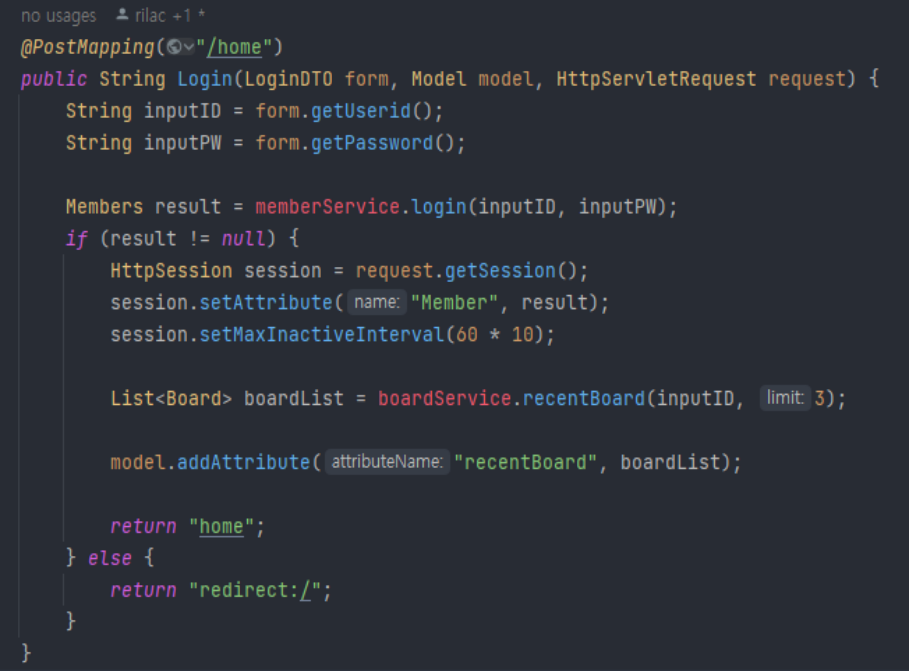 no usages rilac +1 *
@PostMapping("/home")
public String Login(LoginDTO form, Model model, HttpServletRequest request) {
String inputID = form.getUserid();
String inputPW = form.getPassword();
Members result = memberService.login(inputID, inputPW);
if (result != null) {
HttpSession session = request.getSession();
session.setAttribute( name: "Member", result);
session.setMaxInactiveInterval(60 * 10);
List<Board> boardList = boardService.recentBoard(inputID, limit: 3);
model.addAttribute( attributeName: "recentBoard", boardList);
return "home";
} else {
return "redirect:/";
}
}